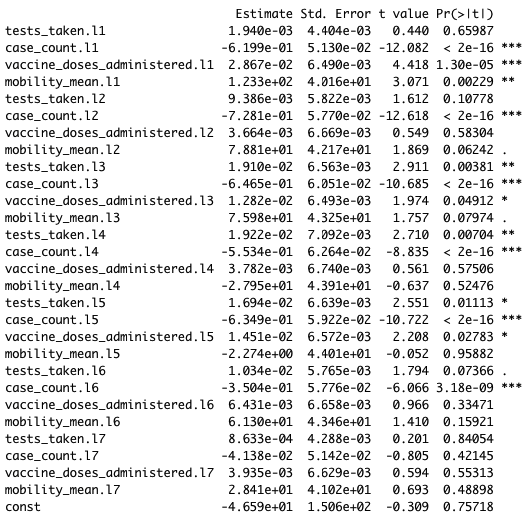 Estimate Std. Error t value Pr(>|t|)
tests_taken.l1 1.940e-03 4.404e-03 0.440 0.65987
case_count.l1 -6.199e-01 5.130e-02 -12.082 < 2e-16 ***
vaccine_doses_administered.l1 2.867e-02 6.490e-03 4.418 1.30e-05 ***
mobility_mean.l1 1.233e+02 4.016e+01 3.071 0.00229 **
tests_taken.l2 9.386e-03 5.822e-03 1.612 0.10778
case_count.l2 -7.281e-01 5.770e-02 -12.618 < 2e-16 ***
vaccine_doses_administered.l2 3.664e-03 6.669e-03 0.549 0.58304
mobility_mean.l2 7.881e+01 4.217e+01 1.869 0.06242 .
tests_taken.l3 1.910e-02 6.563e-03 2.911 0.00381 **
case_count.l3 -6.465e-01 6.051e-02 -10.685 < 2e-16 ***
vaccine_doses_administered.l3 1.282e-02 6.493e-03 1.974 0.04912 *
mobility_mean.l3 7.598e+01 4.325e+01 1.757 0.07974 .
tests_taken.l4 1.922e-02 7.092e-03 2.710 0.00704 **
case_count.l4 -5.534e-01 6.264e-02 -8.835 < 2e-16 ***
vaccine_doses_administered.l4 3.782e-03 6.740e-03 0.561 0.57506
mobility_mean.l4 -2.795e+01 4.391e+01 -0.637 0.52476
tests_taken.l5 1.694e-02 6.639e-03 2.551 0.01113 *
case_count.l5 -6.349e-01 5.922e-02 -10.722 < 2e-16 ***
vaccine_doses_administered.l5 1.451e-02 6.572e-03 2.208 0.02783 *
mobility_mean.l5 -2.274e+00 4.401e+01 -0.052 0.95882
tests_taken.l6 1.034e-02 5.765e-03 1.794 0.07366 .
case_count.l6 -3.504e-01 5.776e-02 -6.066 3.18e-09 ***
vaccine_doses_administered.l6 6.431e-03 6.658e-03 0.966 0.33471
mobility_mean.l6 6.130e+01 4.346e+01 1.410 0.15921
tests_taken.l7 8.633e-04 4.288e-03 0.201 0.84054
case_count.l7 -4.138e-02 5.142e-02 -0.805 0.42145
vaccine_doses_administered.l7 3.935e-03 6.629e-03 0.594 0.55313
mobility_mean.l7 2.841e+01 4.102e+01 0.693 0.48898
const -4.659e+01 1.506e+02 -0.309 0.75718